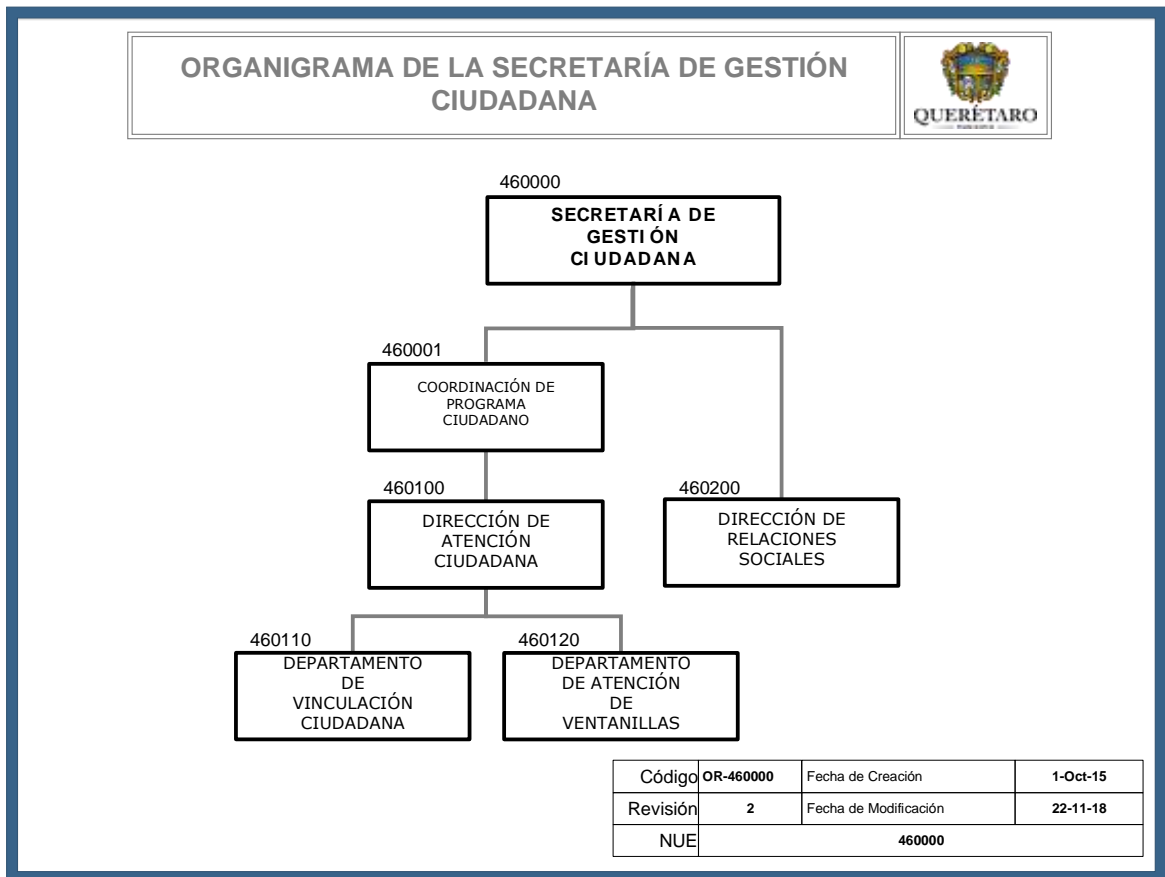 ORGANIGRAMA DE LA SECRETARÍA DE GESTIÓN
CIUDADANA
QUERÉTARO
460000
SECRETARÍA DE
GESTIÓN
CIUDADANA
460001
COORDINACIÓN DE
PROGRAMA
CIUDADANO
460100
DIRECCIÓN DE
ATENCIÓN
CIUDADANA
460200
DIRECCIÓN DE
RELACIONES
SOCIALES
460110
DEPARTAMENTO
DE
VINCULACIÓN
CIUDADANA
460120
DEPARTAMENTO
DE ATENCIÓN
DE
VENTANILLAS
Código OR-460000 Fecha de Creación 1-Oct-15
Revisión 2 Fecha de Modificación 22-11-18
NUE 460000